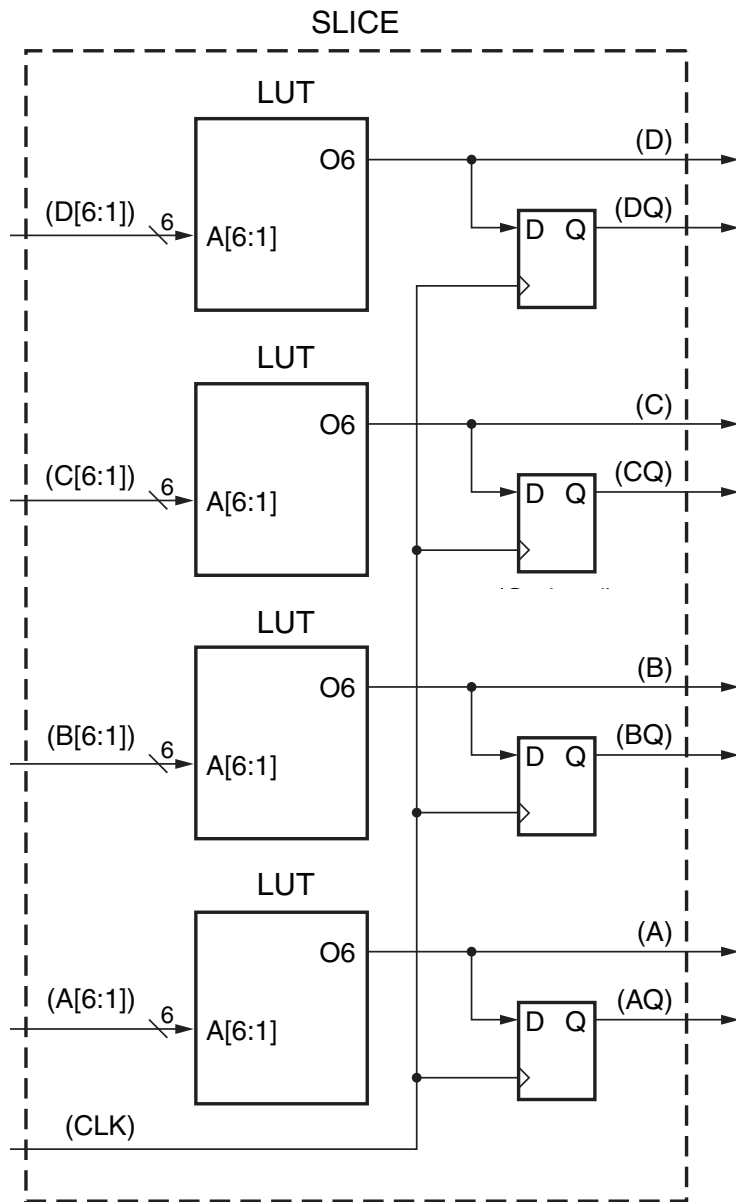 SLICE
LUT
O6
(D)
(D[6:1])
6
A[6:1]
D Q
(DQ)
LUT
O6
(C)
(C[6:1])
6
A[6:1]
D Q
(CQ)
LUT
O6
(B)
(B[6:1])
6
A[6:1]
D Q
(BQ)
LUT
O6
(A)
(A[6:1])
6
A[6:1]
D Q
(AQ)
(CLK)